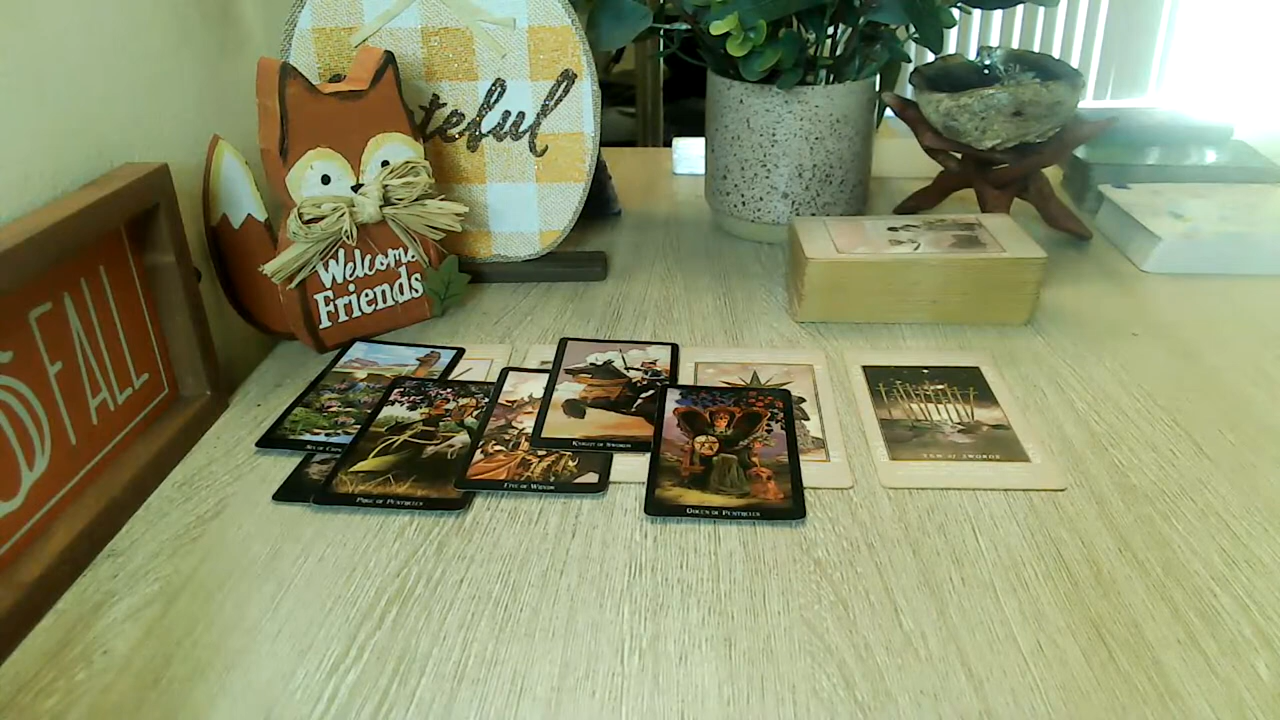 teful
Welcome
Friends
FALL
KNIGHT OF SWORDS
TEN OF SWORDS
PAGE OF PENTACLES
FIVE OF WANDS
QUEEN OF PENTACLES